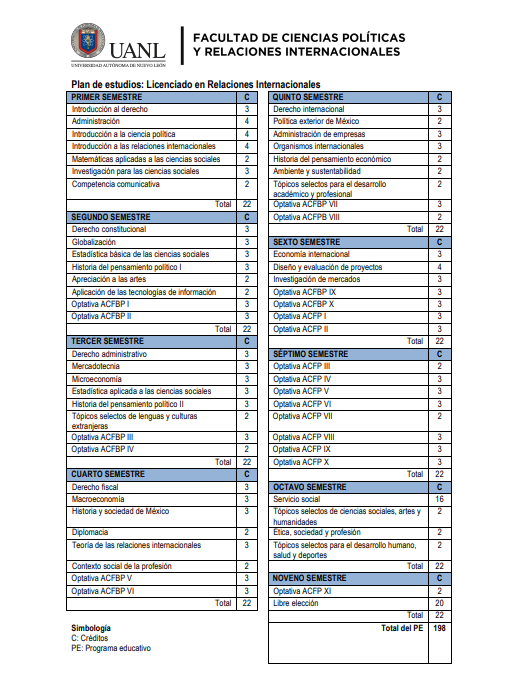 UANL
UNIVERSIDAD AUTÓNOMA DE NUEVO LEÓN
FACULTAD DE CIENCIAS POLÍTICAS
Y RELACIONES INTERNACIONALES
Plan de estudios: Licenciado en Relaciones Internacionales
PRIMER SEMESTRE C
Introducción al derecho 3
Administración 4
Introducción a la ciencia política 4
Introducción a las relaciones internacionales 4
Matemáticas aplicadas a las ciencias sociales 2
Investigación para las ciencias sociales 3
Competencia comunicativa 2
Total 22
SEGUNDO SEMESTRE C
Derecho constitucional 3
Globalización 3
Estadística básica de las ciencias sociales 3
Historia del pensamiento político I 3
Apreciación a las artes 2
Aplicación de las tecnologías de información 2
Optativa ACFBP I 3
Optativa ACFBP II 3
Total 22
TERCER SEMESTRE C
Derecho administrativo 3
Mercadotecnia 3
Microeconomía 3
Estadística aplicada a las ciencias sociales 3
Historia del pensamiento político II 3
Tópicos selectos de lenguas y culturas 2
extranjeras
Optativa ACFBP III 3
Optativa ACFBP IV 2
Total 22
CUARTO SEMESTRE C
Derecho fiscal 3
Macroeconomía 3
Historia y sociedad de México 3
Diplomacia 2
Teoría de las relaciones internacionales 3
Contexto social de la profesión 2
Optativa ACFBP V 3
Optativa ACFBP VI 3
Total 22
Simbología
C: Créditos
PE: Programa educativo
QUINTO SEMESTRE C
Derecho internacional 3
Política exterior de México 2
Administración de empresas 3
Organismos internacionales 3
Historia del pensamiento económico 2
Ambiente y sustentabilidad 2
Tópicos selectos para el desarrollo 2
académico y profesional
Optativa ACFBP VII 3
Optativa ACFPB VIII 2
Total 22
SEXTO SEMESTRE C
Economía internacional 3
Diseño y evaluación de proyectos 4
Investigación de mercados 3
Optativa ACFBP IX 3
Optativa ACFBP X 3
Optativa ACFP I 3
Optativa ACFP II 3
Total 22
SÉPTIMO SEMESTRE C
Optativa ACFP III 2
Optativa ACFP IV 3
Optativa ACFP V 3
Optativa ACFP VI 3
Optativa ACFP VII 2
Optativa ACFP VIII 3
Optativa ACFP IX 3
Optativa ACFP X 3
Total 22
OCTAVO SEMESTRE C
Servicio social 16
Tópicos selectos de ciencias sociales, artes y 2
humanidades
Ética, sociedad y profesión 2
Tópicos selectos para el desarrollo humano, 2
salud y deportes
Total 22
NOVENO SEMESTRE C
Optativa ACFP XI 2
Libre elección 20
Total 22
Total del PE 198